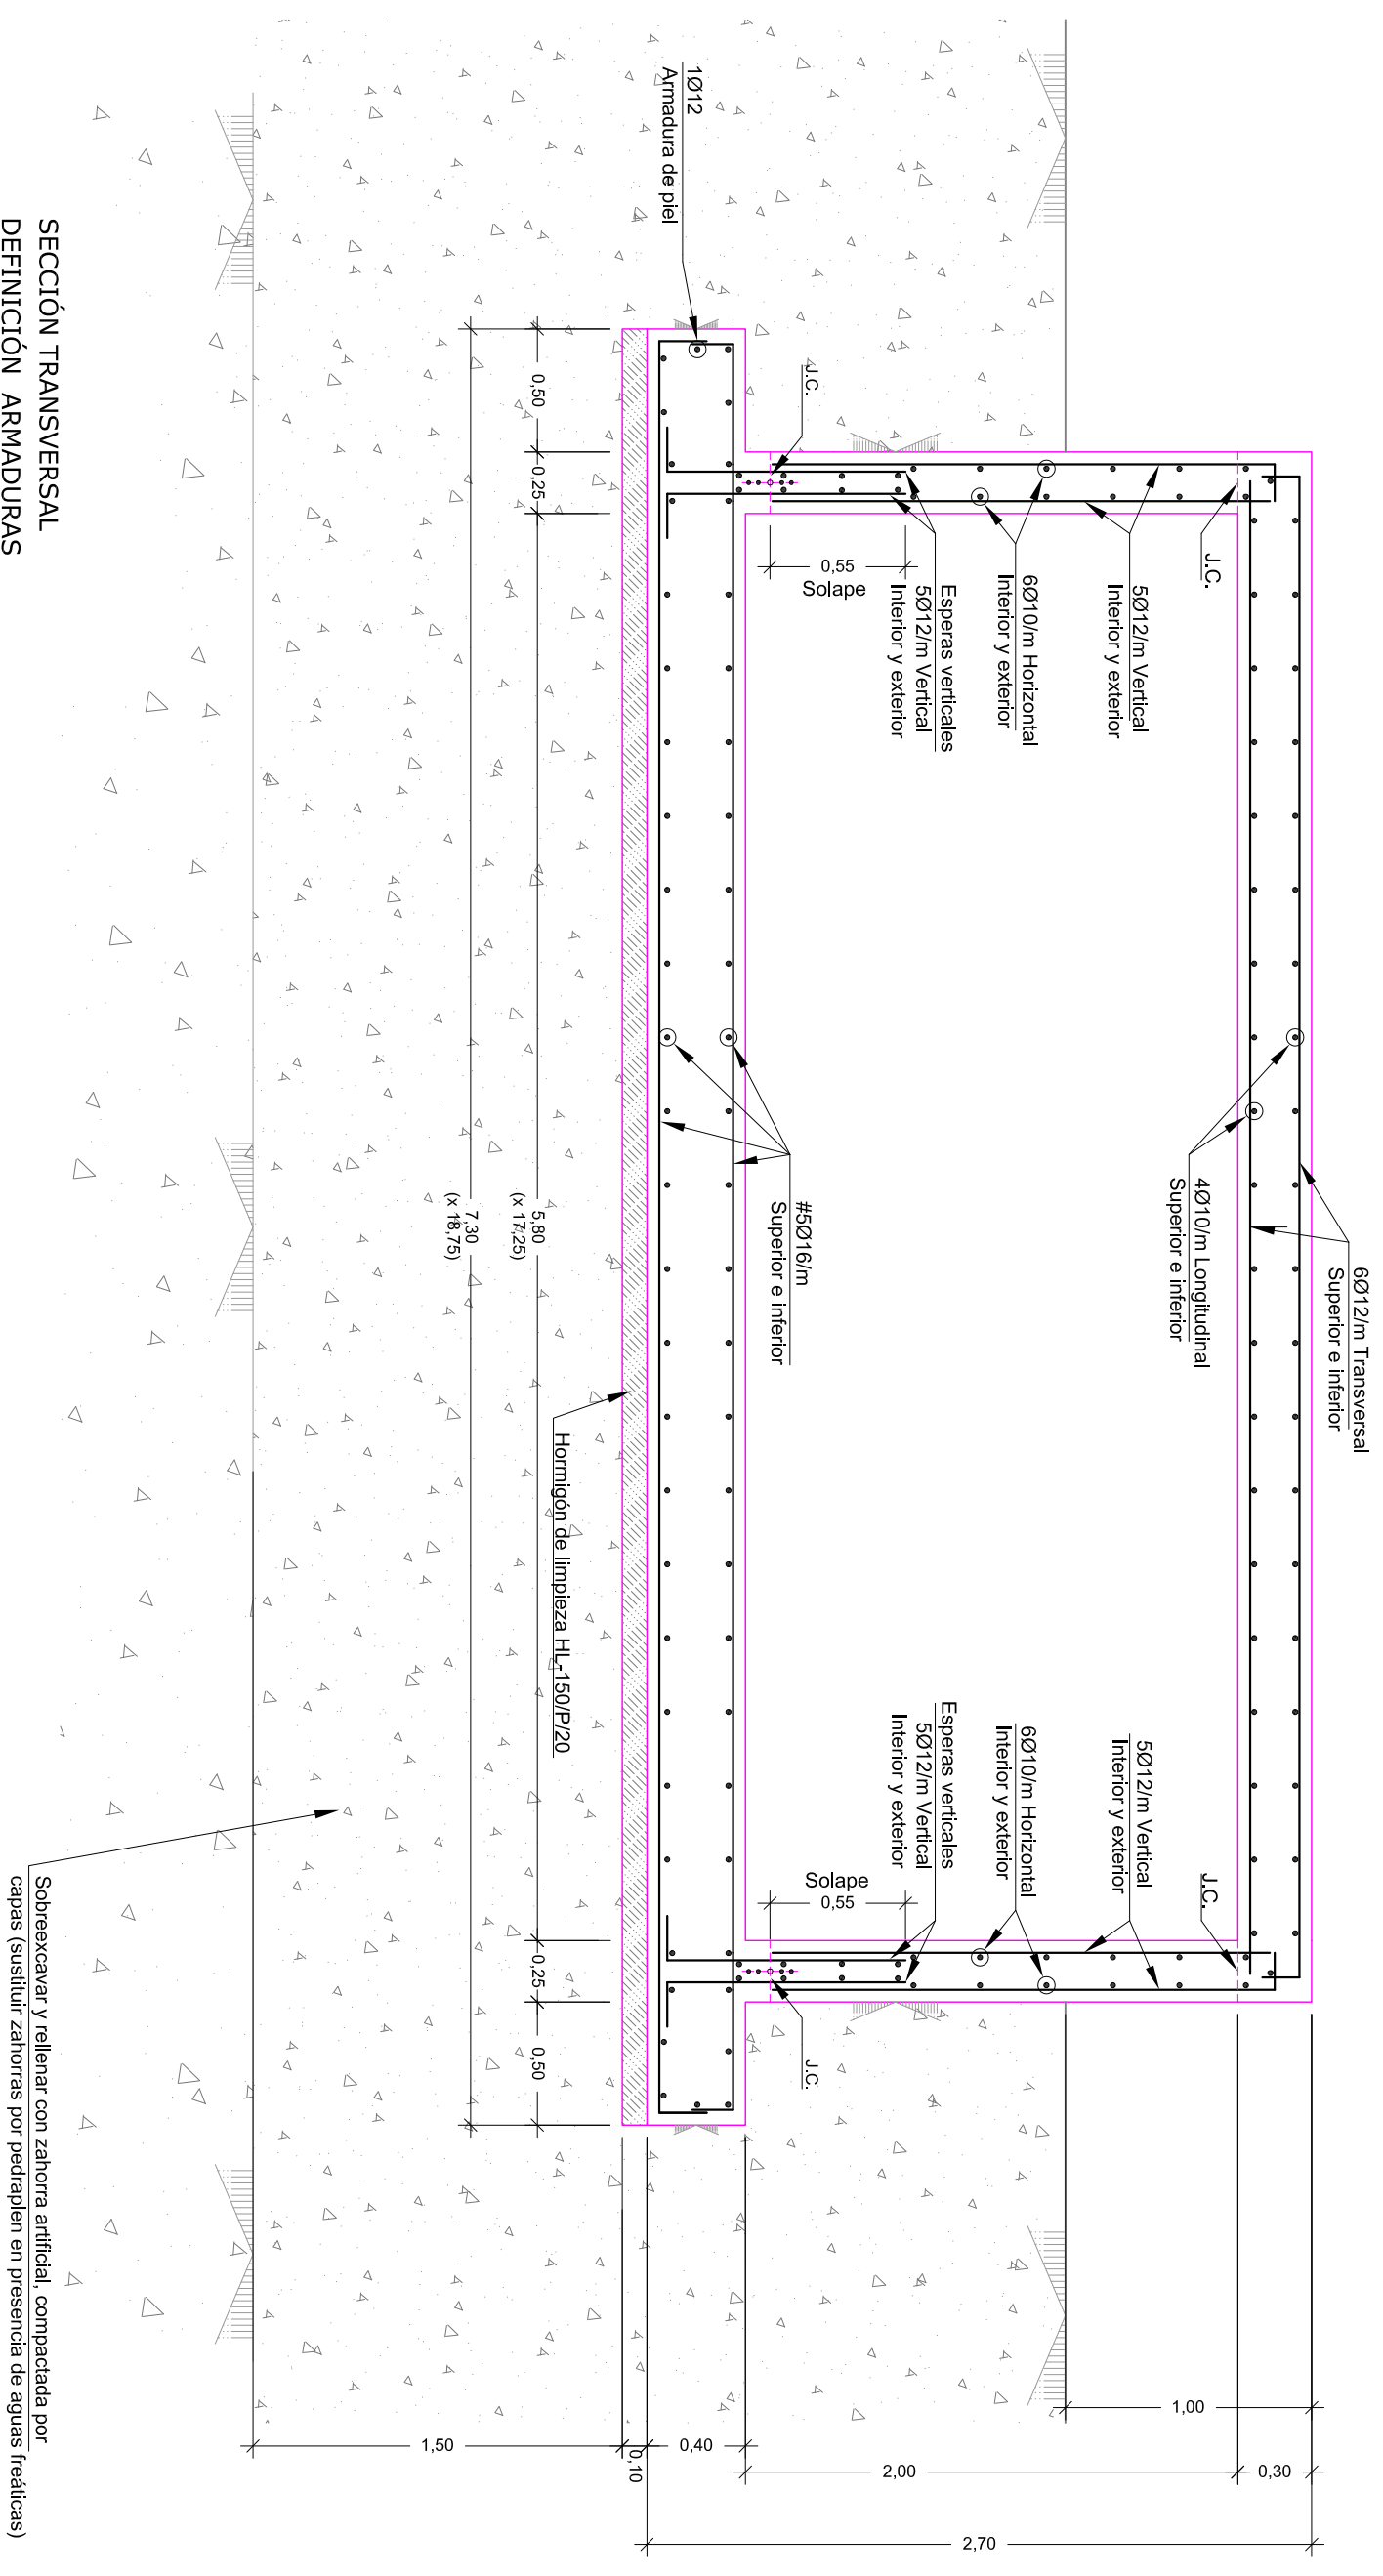 6Ø12/m Transversal
Superior e inferior
4Ø10/m Longitudinal
Superior e inferior
J.C.
5Ø12/m Vertical
Interior y exterior
6Ø10/m Horizontal
Interior y exterior
Esperas verticales
5Ø12/m Vertical
Interior y exterior
0,55
Solape
J.C.
1Ø12
Armadura de piel
#5Ø16/m
Superior e inferior
J.C.
5Ø12/m Vertical
Interior y exterior
6Ø10/m Horizontal
Interior y exterior
Esperas verticales
5Ø12/m Vertical
Interior y exterior
Solape
0,55
J.C.
Hormigón de limpieza HL-150/P/20
0,50
0,25
5,80
(x 17,25)
0,25
0,50
7,30
(x 18,75)
1,00
0,30
2,00
0,40
0,10
1,50
2,70
Sobreexcavar y rellenar con zahorra artificial, compactada por
capas (sustituir zahorras por pedraplen en presencia de aguas freáticas)
SECCIÓN TRANSVERSAL
DEFINICIÓN ARMADURAS